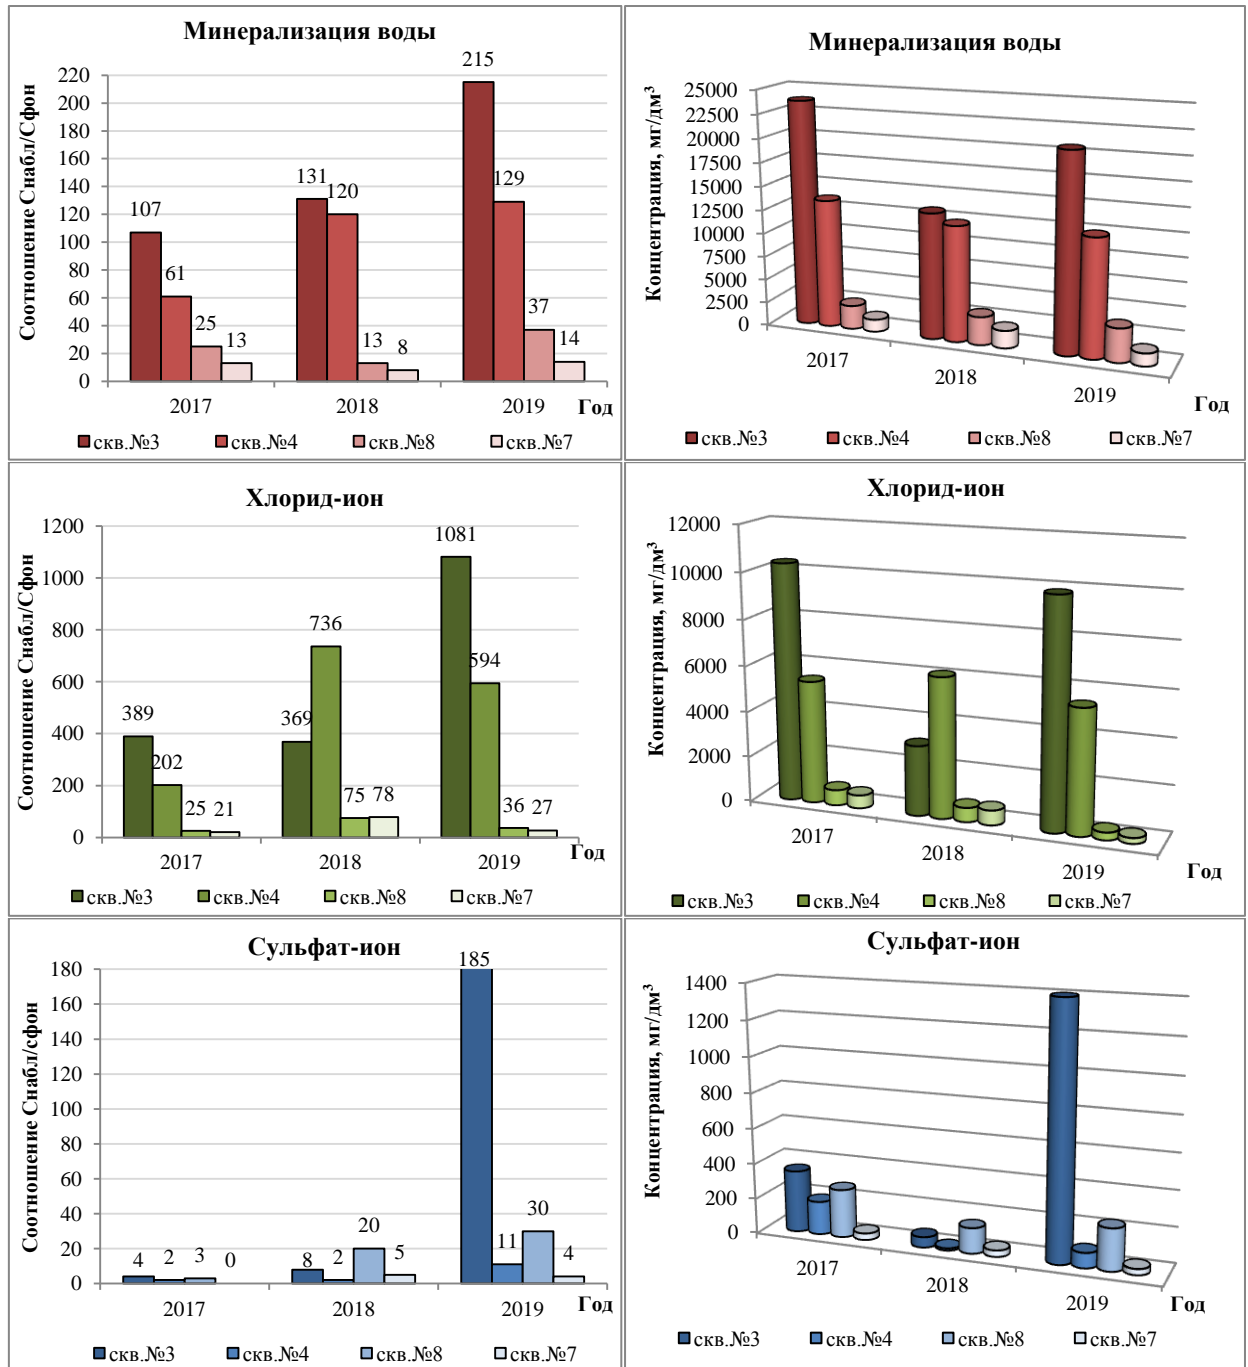 Минерализация воды
Соотношение Снабл/Сфон
220
200
180
160
140
120
100
80
60
40
20
0
107
61
25
13
131
120
13
8
215
129
37
14
2017
2018
2019
Год
скв.№3
скв.№4
скв.№8
скв.№7
Минерализация воды
Концентрация, мг/дм³
25000
22500
20000
17500
15000
12500
10000
7500
5000
2500
0
2017
2018
2019
Год
скв.№3
скв.№4
скв.№8
скв.№7
Хлорид-ион
Соотношение Снабл/Сфон
1200
1000
800
600
400
200
0
389
202
25
21
369
736
75
78
1081
594
36
27
2017
2018
2019
Год
скв.№3
скв.№4
скв.№8
скв.№7
Хлорид-ион
Концентрация, мг/дм³
12000
10000
8000
6000
4000
2000
0
2017
2018
2019
Год
скв.№3
скв.№4
скв.№8
скв.№7
Сульфат-ион
Соотношение Снабл/сфон
180
160
140
120
100
80
60
40
20
0
4
2
3
0
8
2
20
5
185
11
30
4
2017
2018
2019
Год
скв.№3
скв.№4
скв.№8
скв.№7
Сульфат-ион
Концентрация, мг/дм³
1400
1200
1000
800
600
400
200
0
2017
2018
2019
Год
скв.№3
скв.№4
скв.№8
скв.№7